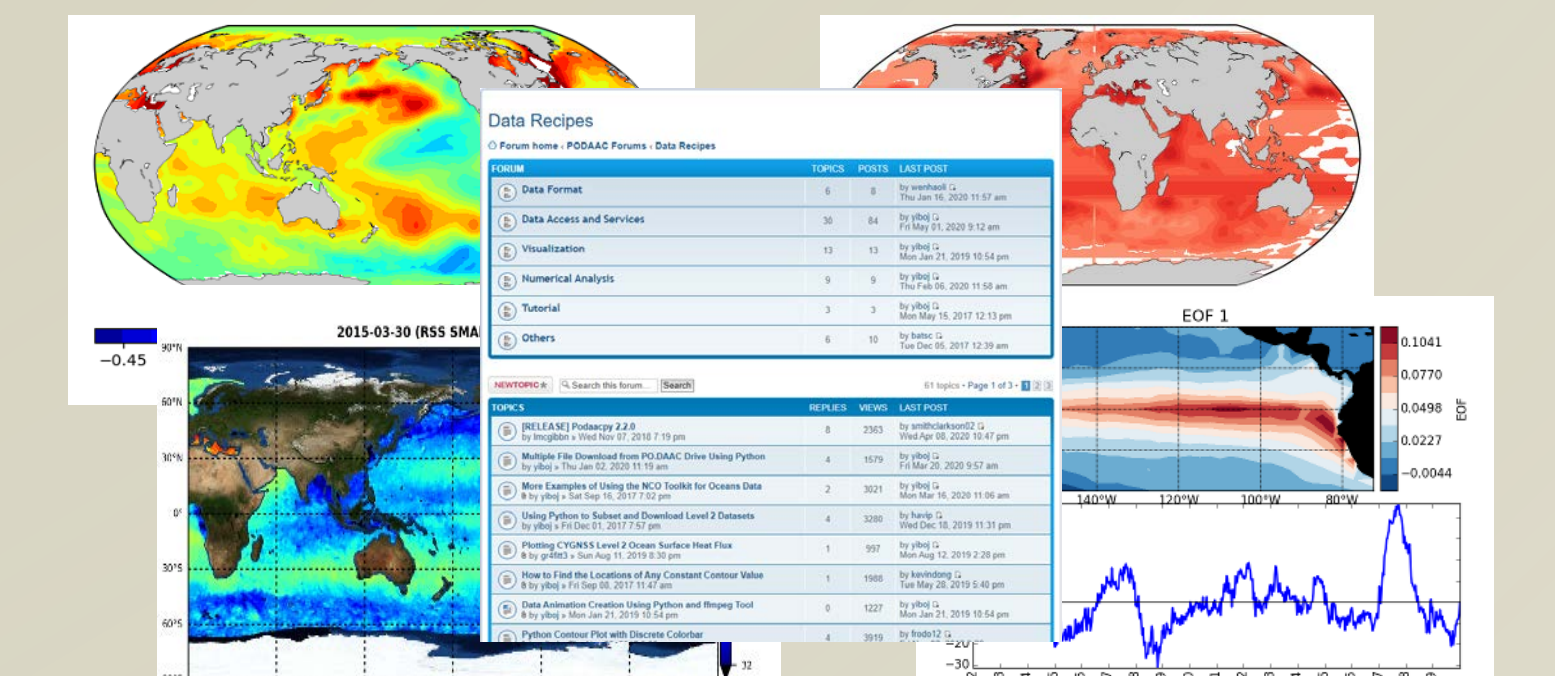 Data Recipes
Forum home ‹ PODAAC Forums ‹ Data Recipes
FORUM TOPICS POSTS LAST POST
Data Format 6 8 by wenhaoli
Thu Jan 16, 2020 11:57 am
Data Access and Services 30 84 by yiboj
Fri May 01, 2020 9:12 am
Visualization 13 13 by yiboj
Mon Jan 21, 2019 10:54 pm
Numerical Analysis 9 9 by yiboj
Thu Feb 06, 2020 11:58 am
Tutorial 3 3 by yiboj
Mon May 15, 2017 12:13 pm
Others 6 10 by batsc
Tue Dec 05, 2017 12:39 am
NEWTOPIC Search this forum... Search 61 topics • Page 1 of 3 • 1 2 3
TOPICS REPLIES VIEWS LAST POST
[RELEASE] Podaacpy 2.2.0 8 2363 by smithclarkson02
by lmcgibbn » Wed Nov 07, 2018 7:19 pm Wed Apr 08, 2020 10:47 pm
Multiple File Download from PO.DAAC Drive Using Python 4 1579 by yiboj
by yiboj » Thu Jan 02, 2020 11:19 am Fri Mar 20, 2020 9:57 am
More Examples of Using the NCO Toolkit for Oceans Data 2 3021 by yiboj
by yiboj » Sat Sep 16, 2017 7:02 pm Mon Mar 16, 2020 11:06 am
Using Python to Subset and Download Level 2 Datasets 4 3280 by havip
by yiboj » Fri Dec 01, 2017 7:57 pm Wed Dec 18, 2019 11:31 pm
Plotting CYGNSS Level 2 Ocean Surface Heat Flux 1 997 by yiboj
by gr4fitt3 » Sun Aug 11, 2019 8:30 pm Mon Aug 12, 2019 2:28 pm
How to Find the Locations of Any Constant Contour Value 1 1986 by kevindong
by yiboj » Fri Sep 08, 2017 11:47 am Tue May 28, 2019 5:40 pm
Data Animation Creation Using Python and ffmpeg Tool 0 1227 by yiboj
by yiboj » Mon Jan 21, 2019 10:54 pm Mon Jan 21, 2019 10:54 pm
Python Contour Plot with Discrete Colorbar 4 3919 by frodo12
−0.45
2015-03-30 (RSS
90°N
60°N
30°N
0°
30°S
60°S
32
EOF 1
0.1041
0.0770
0.0498
0.0227
−0.0044
EOF
140°W 120°W 100°W 80°W
−30